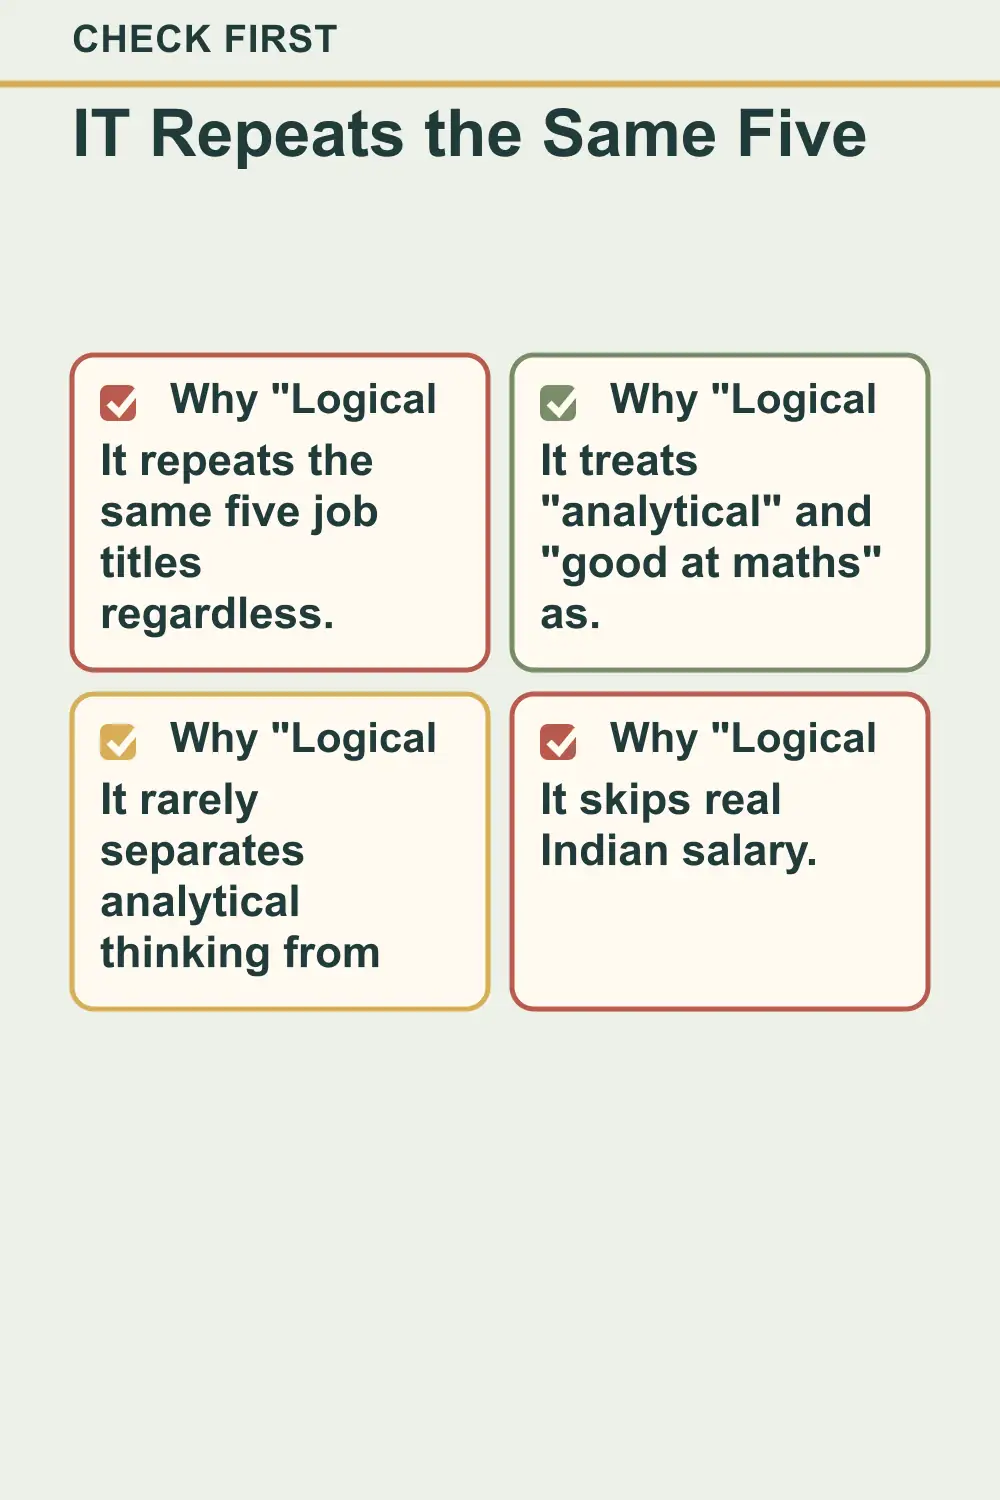 CHECK FIRST
IT Repeats the Same Five
Why "Logical
It repeats the
same five job
titles
regardless.
Why "Logical
It treats
"analytical" and
"good at maths"
as.
Why "Logical
It rarely
separates
analytical
thinking from
Why "Logical
It skips real
Indian salary.